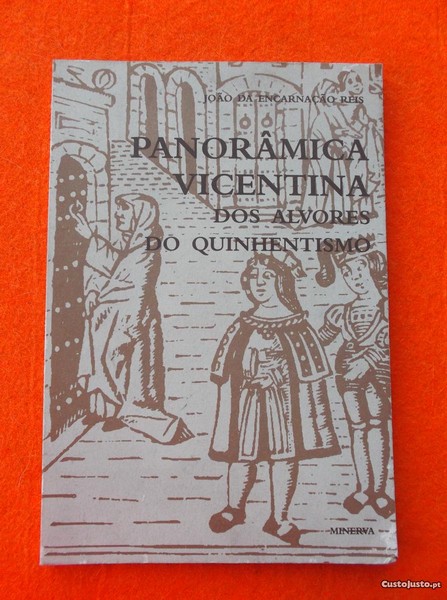 JOÃO DA ENCARNAÇÃO REIS
PANORÂMICA
VICENTINA
DOS ALVORES
DO QUINHENTISMO
MINERVA
CustoJusto.pt